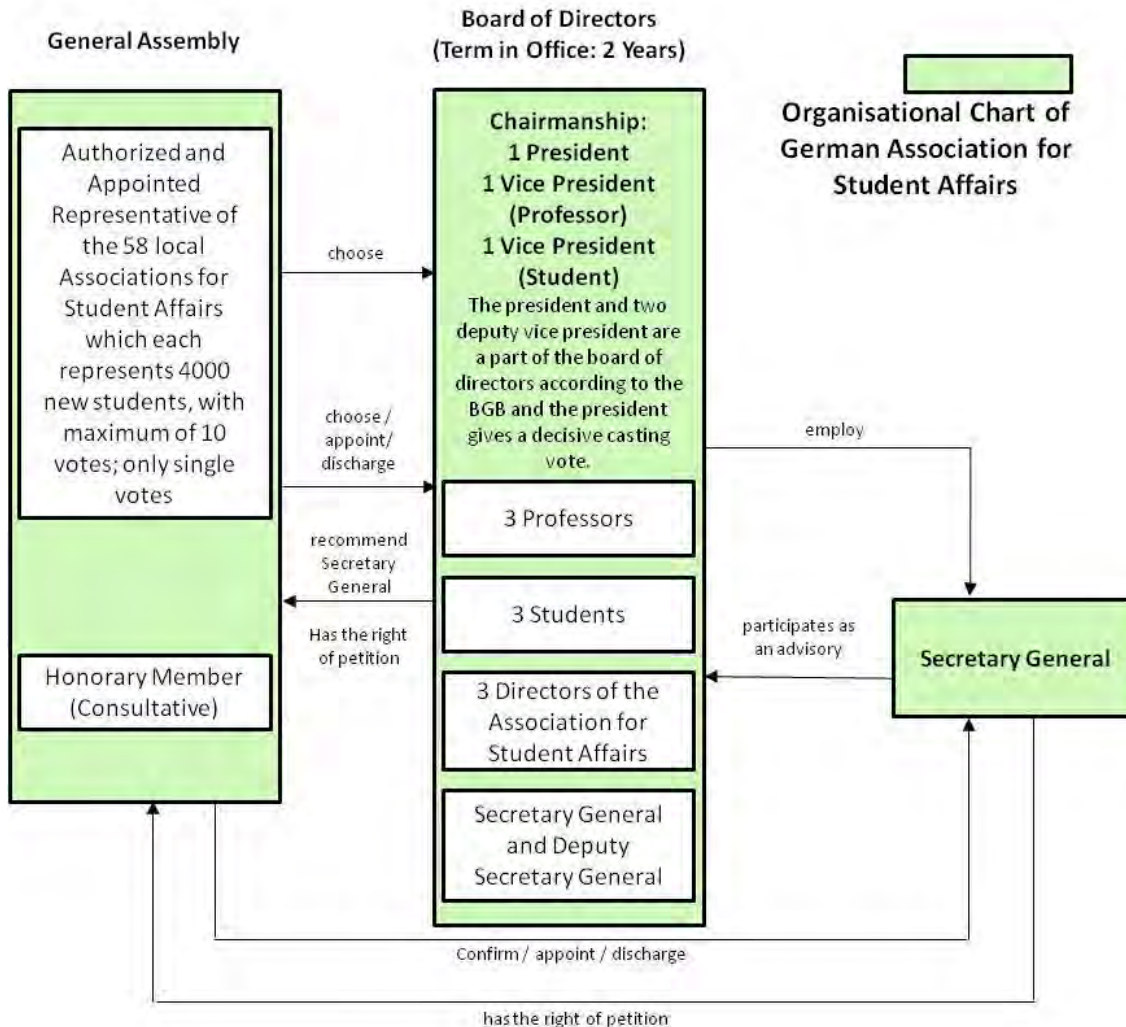 General Assembly
Board of Directors
(Term in Office: 2 Years)
Organisational Chart of
German Association for
Student Affairs
Authorized and
Appointed
Representative of
the 58 local
Associations for
Student Affairs
which each
represents 4000
new students, with
maximum of 10
votes; only single
votes
Honorary Member
(Consultative)
choose
choose /
appoint/
discharge
recommend
Secretary
General
Has the right
of petition
Chairmanship:
1 President
1 Vice President
(Professor)
1 Vice President
(Student)
The president and two
deputy vice president are
a part of the board of
directors according to the
BGB and the president
gives a decisive casting
vote.
3 Professors
3 Students
3 Directors of the
Association for
Student Affairs
Secretary General
and Deputy
Secretary General
employ
participates as
an advisory
Secretary General
Confirm / appoint / discharge
has the right of petition